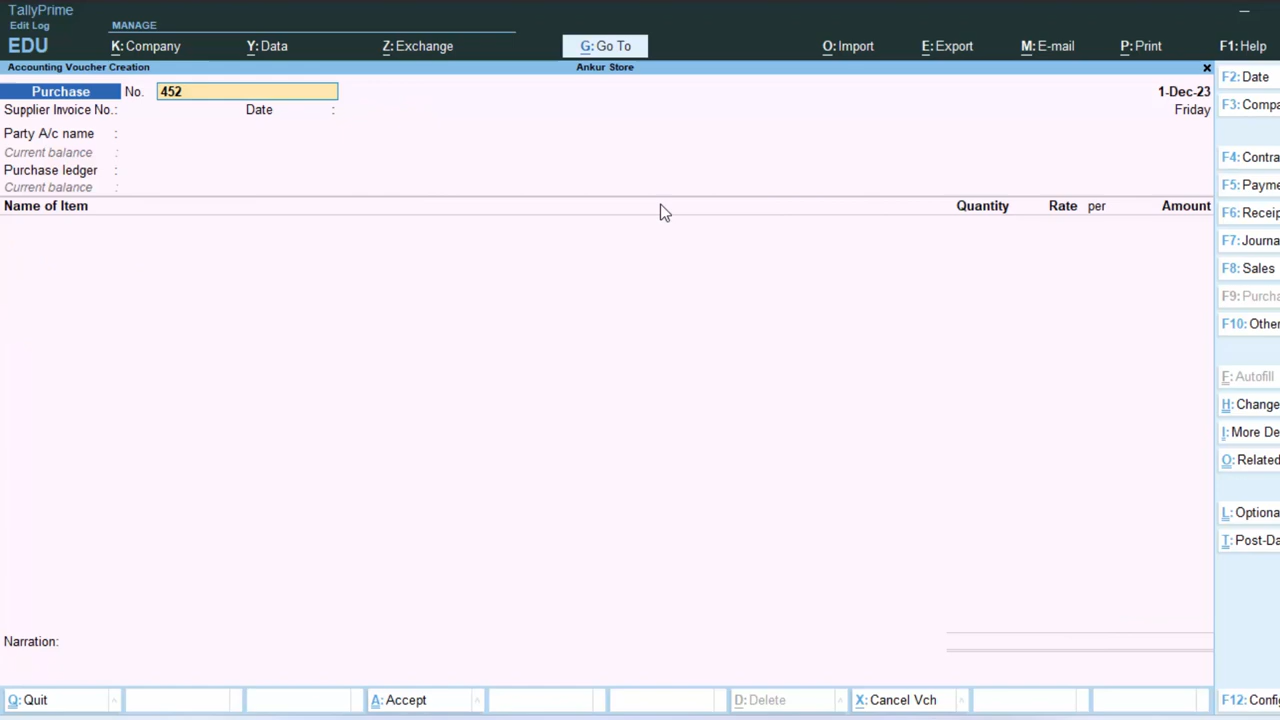 TallyPrime
Edit Log
EDU
MANAGE
K: Company Y: Data Z: Exchange G: Go To O: Import E: Export M: E-mail P: Print F1: Help
Accounting Voucher Creation Ankur Store x
Purchase No. 452 1-Dec-23
Supplier Invoice No.: Date : Friday
Party A/c name :
Current balance :
Purchase ledger :
Current balance :
Name of Item Quantity Rate per Amount
F2: Date
F3: Compa
F4: Contra
F5: Payme
F6: Receip
F7: Journa
F8: Sales
F9: Purcha
F10: Other
F: Autofill
H: Change
I: More De
O: Related
L: Optiona
T: Post-Da
Narration:
Q: Quit A: Accept D: Delete X: Cancel Vch F12: Config